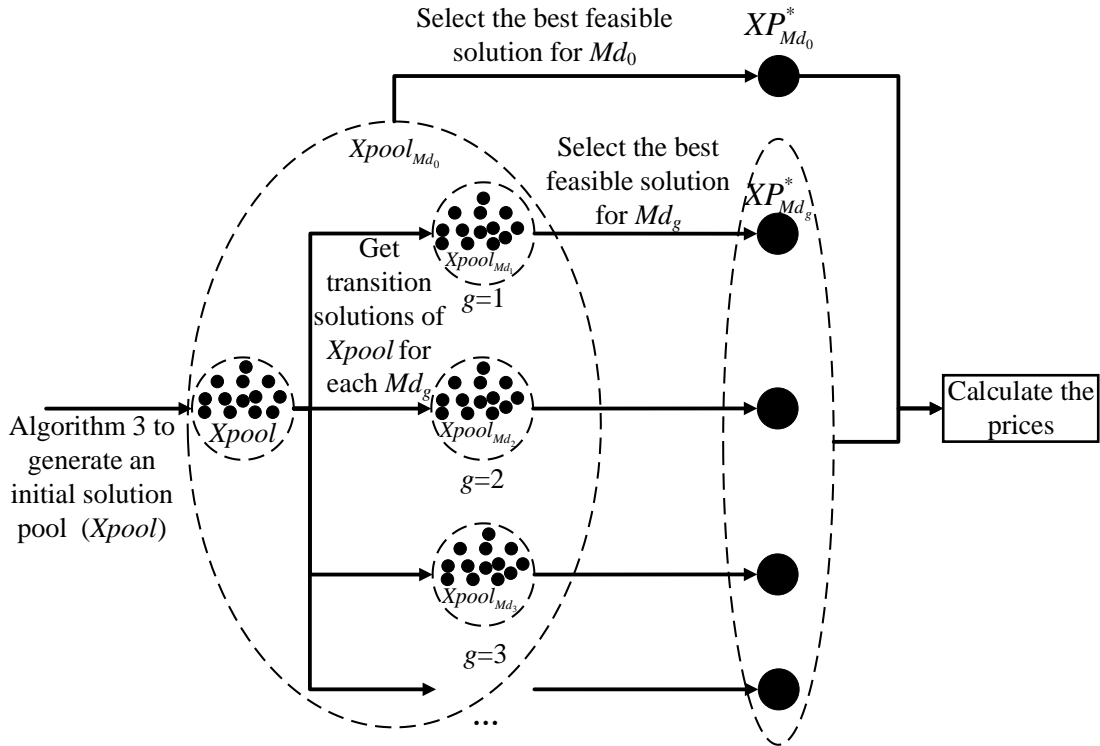 Select the best feasible
solution for Md₀
XP*Md₀
XpoolMd₀
Select the best
feasible solution
for Mdg
XP*Mdg
XpoolMd₁
g=1
Get
transition
solutions of
Xpool for
each Mdg
Xpool
XpoolMd₂
g=2
Algorithm 3 to
generate an
initial solution
pool (Xpool)
Calculate the
prices
XpoolMd₃
g=3
...